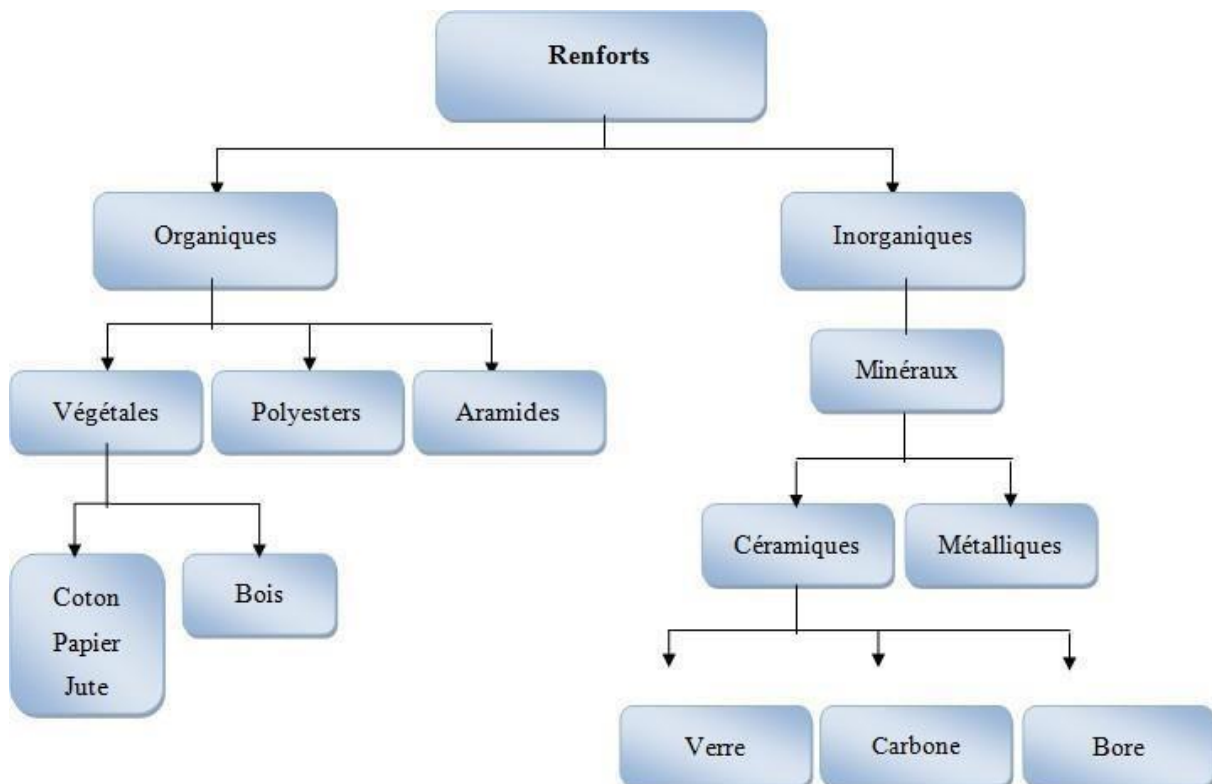 Renforts
Organiques
Inorganiques
Minéraux
Végétales
Polyesters
Aramides
Céramiques
Métalliques
Coton
Papier
Jute
Bois
Verre
Carbone
Bore